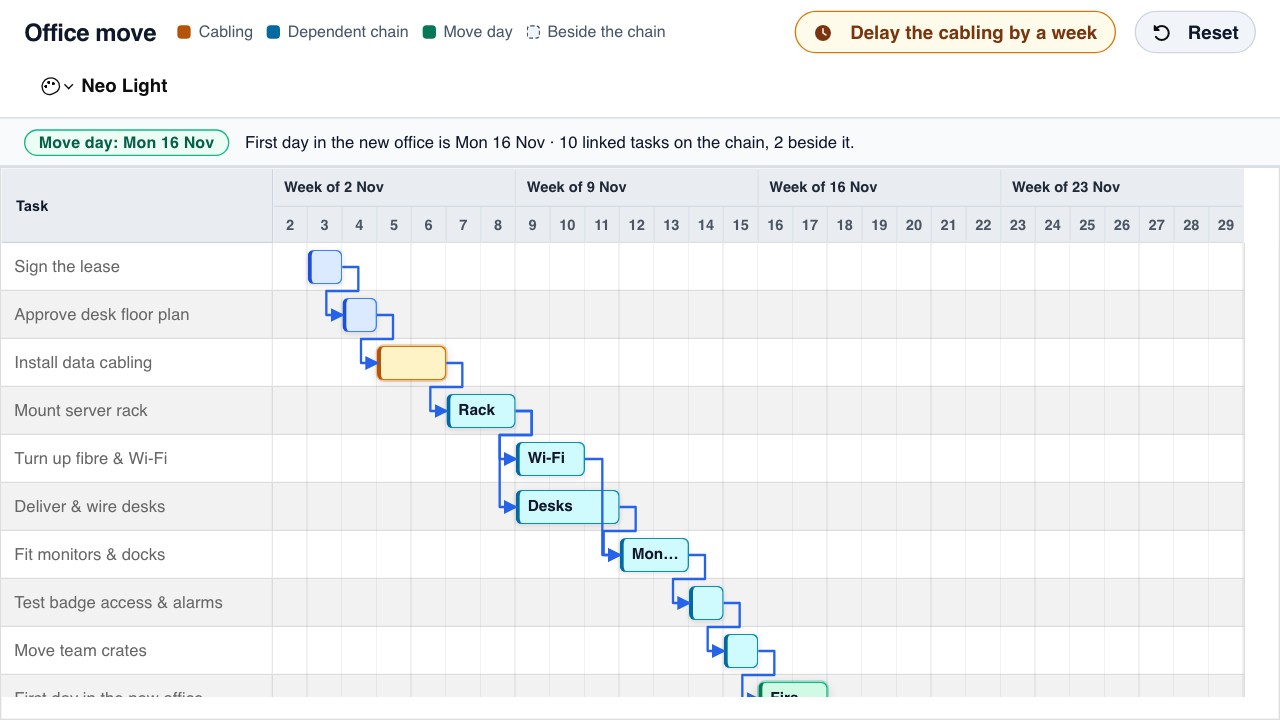 Office move
Cabling
Dependent chain
Move day
Beside the chain
Delay the cabling by a week
Reset
Neo Light
Move day: Mon 16 Nov
First day in the new office is Mon 16 Nov · 10 linked tasks on the chain, 2 beside it.
Task
Week of 2 Nov
Week of 9 Nov
Week of 16 Nov
Week of 23 Nov
2 3 4 5 6 7 8 9 10 11 12 13 14 15 16 17 18 19 20 21 22 23 24 25 26 27 28 29
Sign the lease
Approve desk floor plan
Install data cabling
Mount server rack
Rack
Turn up fibre & Wi-Fi
Wi-Fi
Deliver & wire desks
Desks
Fit monitors & docks
Mon…
Test badge access & alarms
Move team crates
First day in the new office